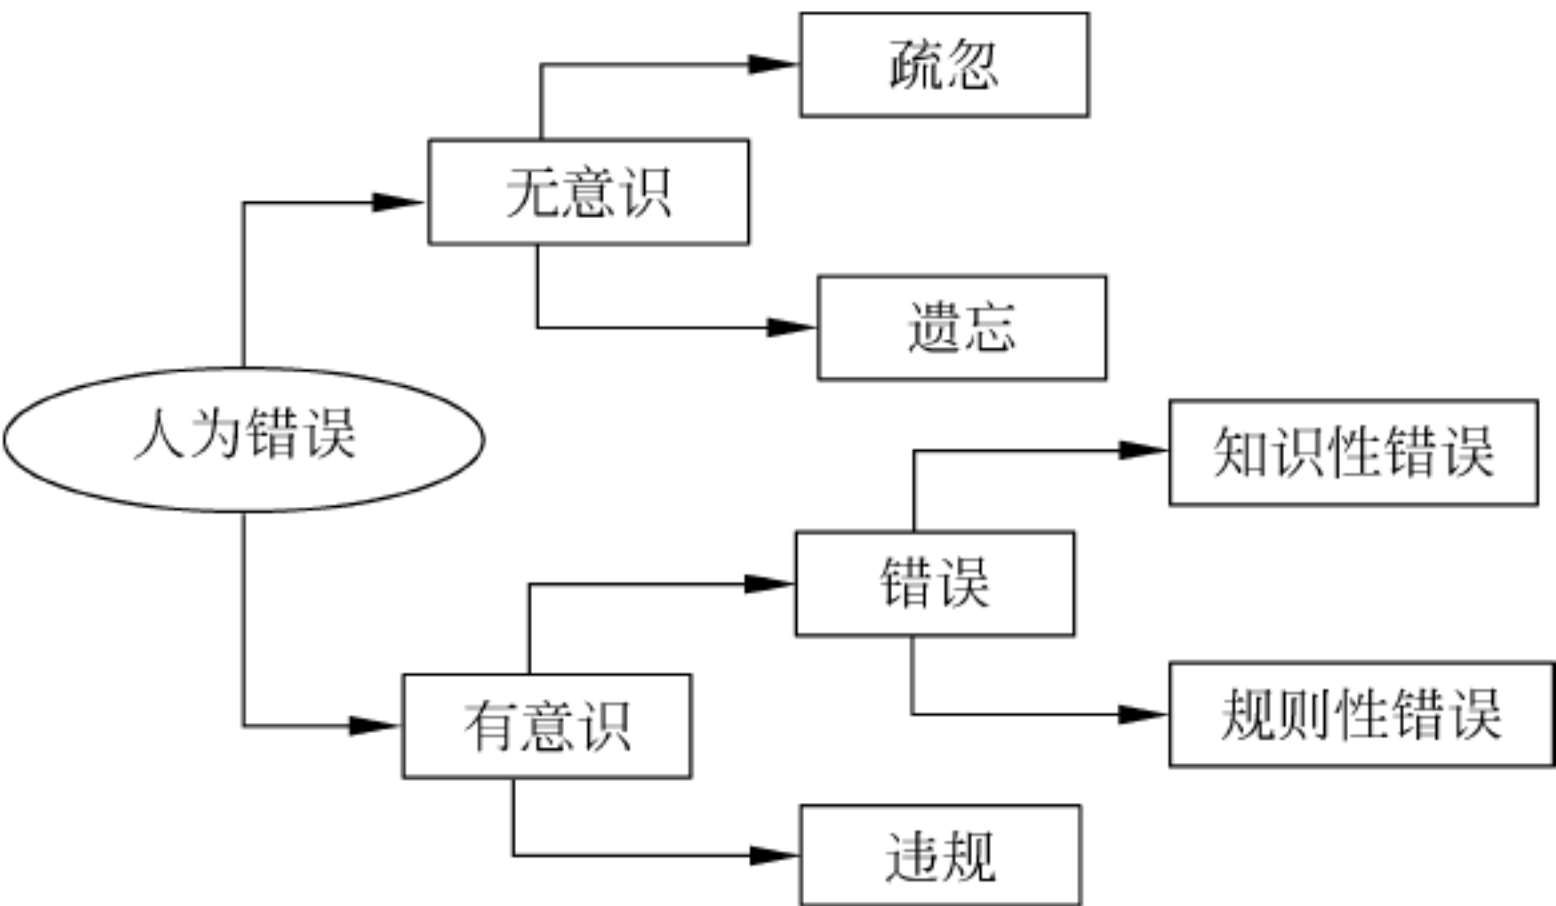 疏忽
无意识
遗忘
人为错误
知识性错误
错误
规则性错误
有意识
违规